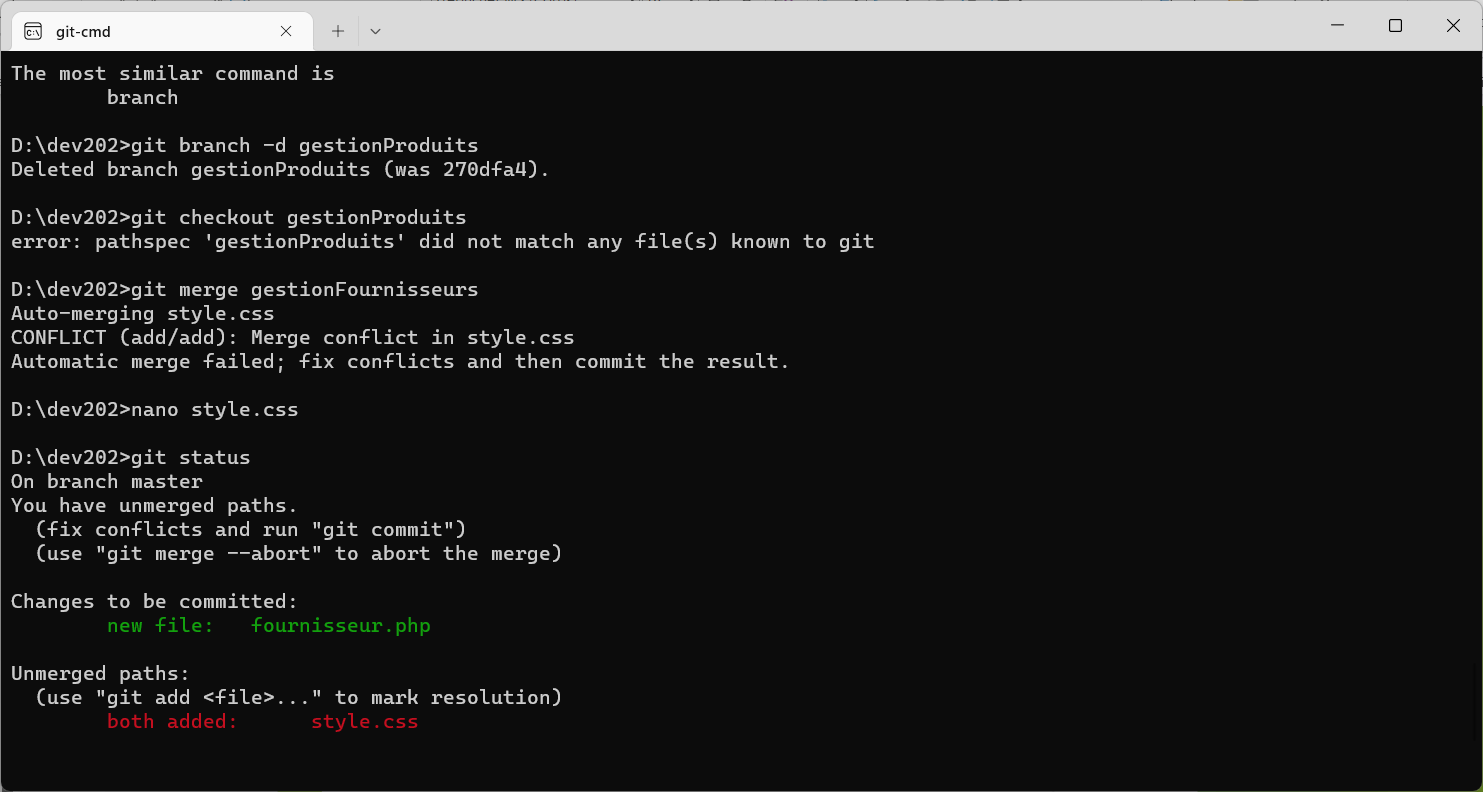 git-cmd
The most similar command is
branch
D:\dev202>git branch -d gestionProduits
Deleted branch gestionProduits (was 270dfa4).
D:\dev202>git checkout gestionProduits
error: pathspec 'gestionProduits' did not match any file(s) known to git
D:\dev202>git merge gestionFournisseurs
Auto-merging style.css
CONFLICT (add/add): Merge conflict in style.css
Automatic merge failed; fix conflicts and then commit the result.
D:\dev202>nano style.css
D:\dev202>git status
On branch master
You have unmerged paths.
(fix conflicts and run "git commit")
(use "git merge --abort" to abort the merge)
Changes to be committed:
new file:   fournisseur.php
Unmerged paths:
(use "git add <file>..." to mark resolution)
both added:      style.css